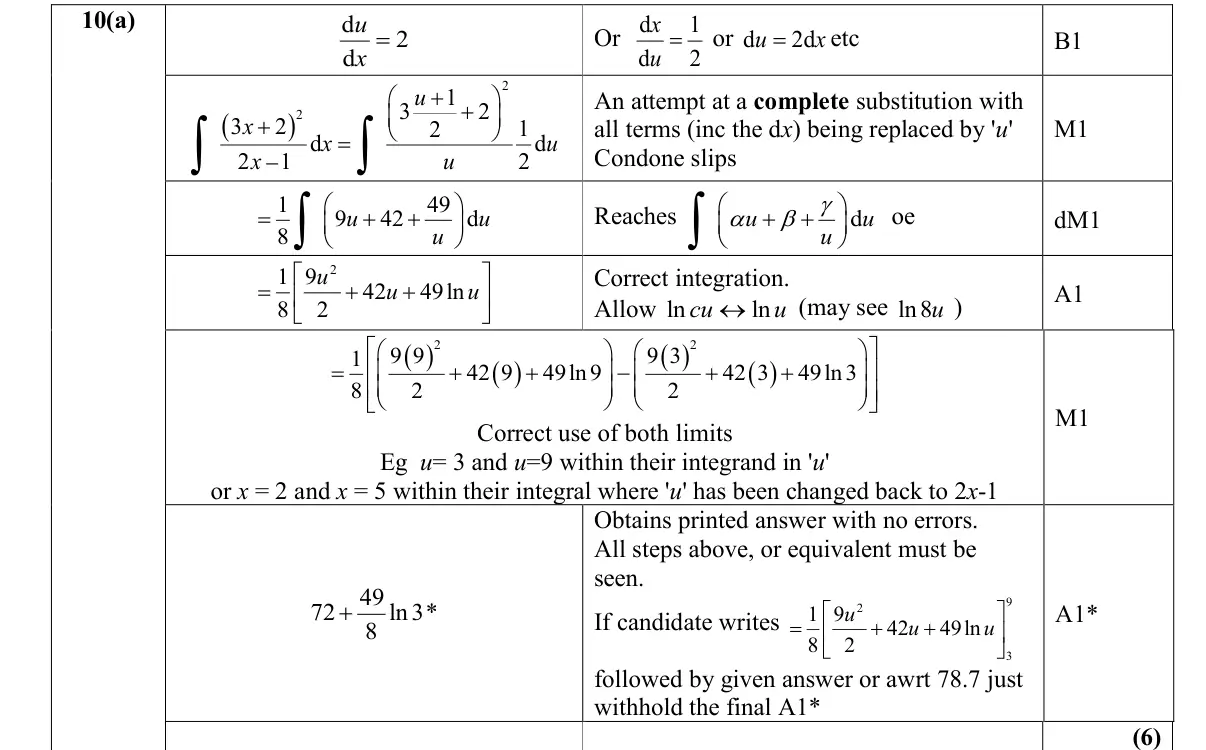 10(a)
du/dx = 2
Or dx/du = 1/2 or du = 2dx etc
B1
∫ (3x + 2)²/(2x – 1) dx = ∫ (3 (u + 1)/2 + 2)²/u 1/2 du
An attempt at a complete substitution with
all terms (inc the dx) being replaced by 'u'
Condone slips
M1
= 1/8 ∫ (9u + 42 + 49/u) du
Reaches ∫ (αu + β + γ/u) du oe
dM1
= 1/8 [9u²/2 + 42u + 49 ln u]
Correct integration.
Allow ln cu ↔ ln u (may see ln 8u )
A1
= 1/8 [(9(9)²/2 + 42(9) + 49 ln 9) – (9(3)²/2 + 42(3) + 49 ln 3)]
Correct use of both limits
Eg u= 3 and u=9 within their integrand in 'u'
or x = 2 and x = 5 within their integral where 'u' has been changed back to 2x-1
M1
72 + 49/8 ln 3*
Obtains printed answer with no errors.
All steps above, or equivalent must be
seen.
If candidate writes = 1/8 [9u²/2 + 42u + 49 ln u]₃⁹
followed by given answer or awrt 78.7 just
withhold the final A1*
A1*
(6)